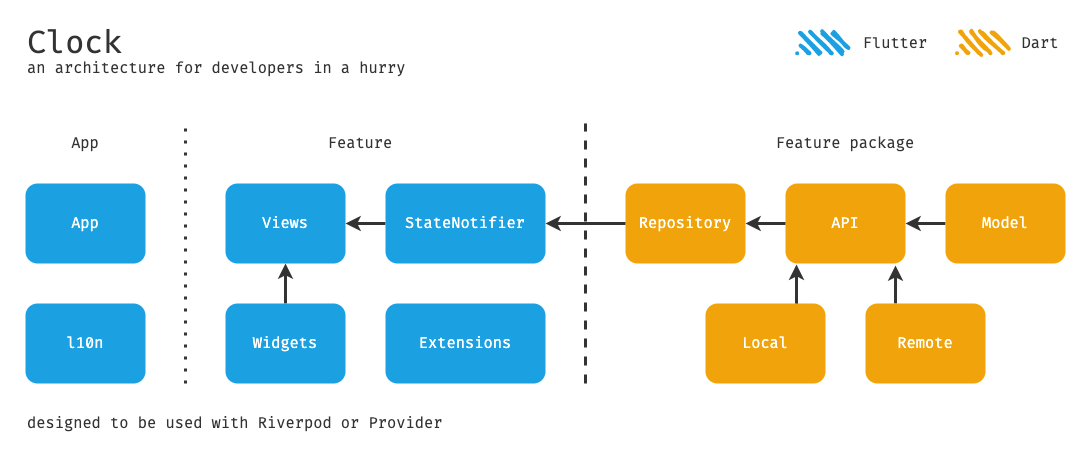 Clock
an architecture for developers in a hurry
Flutter
Dart
App
Feature
Feature package
App
Views
StateNotifier
Repository
API
Model
l10n
Widgets
Extensions
Local
Remote
designed to be used with Riverpod or Provider